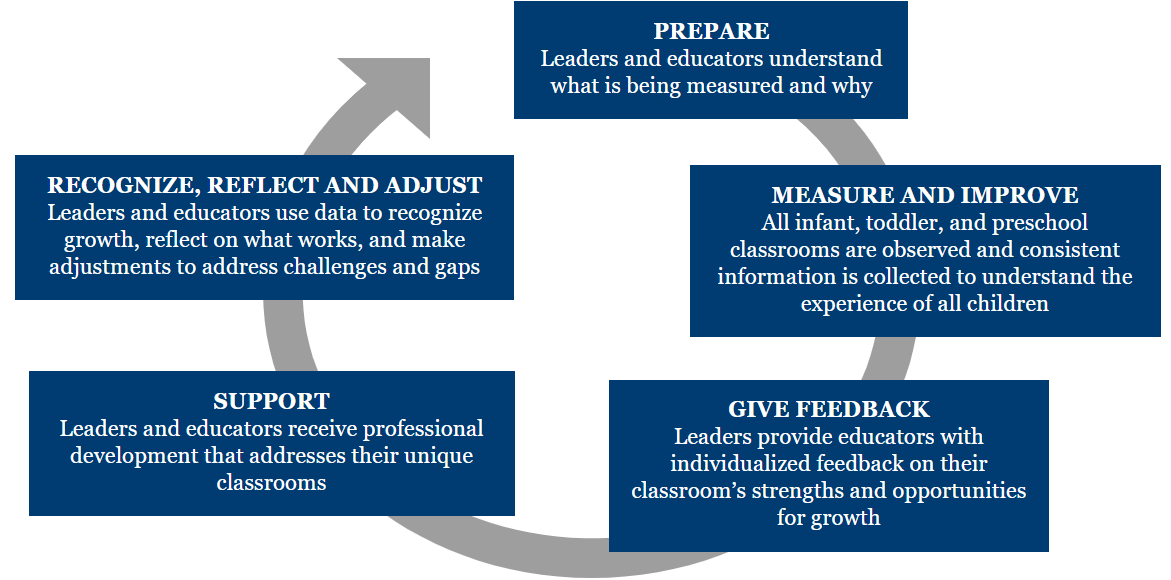 PREPARE
Leaders and educators understand
what is being measured and why
MEASURE AND IMPROVE
All infant, toddler, and preschool
classrooms are observed and consistent
information is collected to understand the
experience of all children
GIVE FEEDBACK
Leaders provide educators with
individualized feedback on their
classroom’s strengths and opportunities
for growth
SUPPORT
Leaders and educators receive professional
development that addresses their unique
classrooms
RECOGNIZE, REFLECT AND ADJUST
Leaders and educators use data to recognize
growth, reflect on what works, and make
adjustments to address challenges and gaps